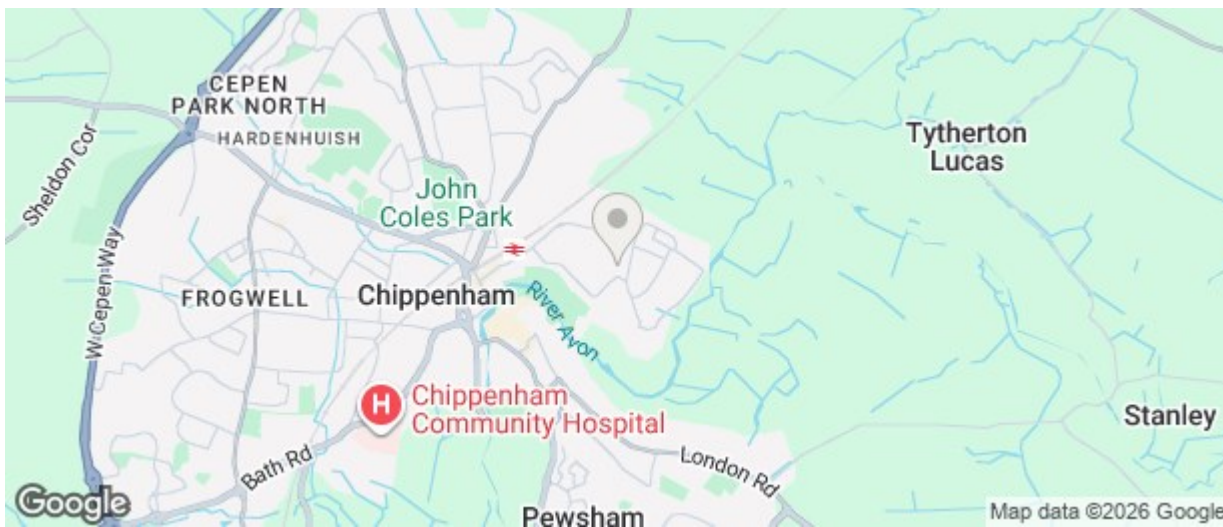 CEPEN
PARK NORTH
HARDENHUISH
Sheldon Cor
John
Coles Park
Tytherton
Lucas
W Cepen Way
FROGWELL
Chippenham
River Avon
H
Chippenham
Community Hospital
Stanley
Bath Rd
London Rd
Pewsham
Google
Map data ©2026 Google